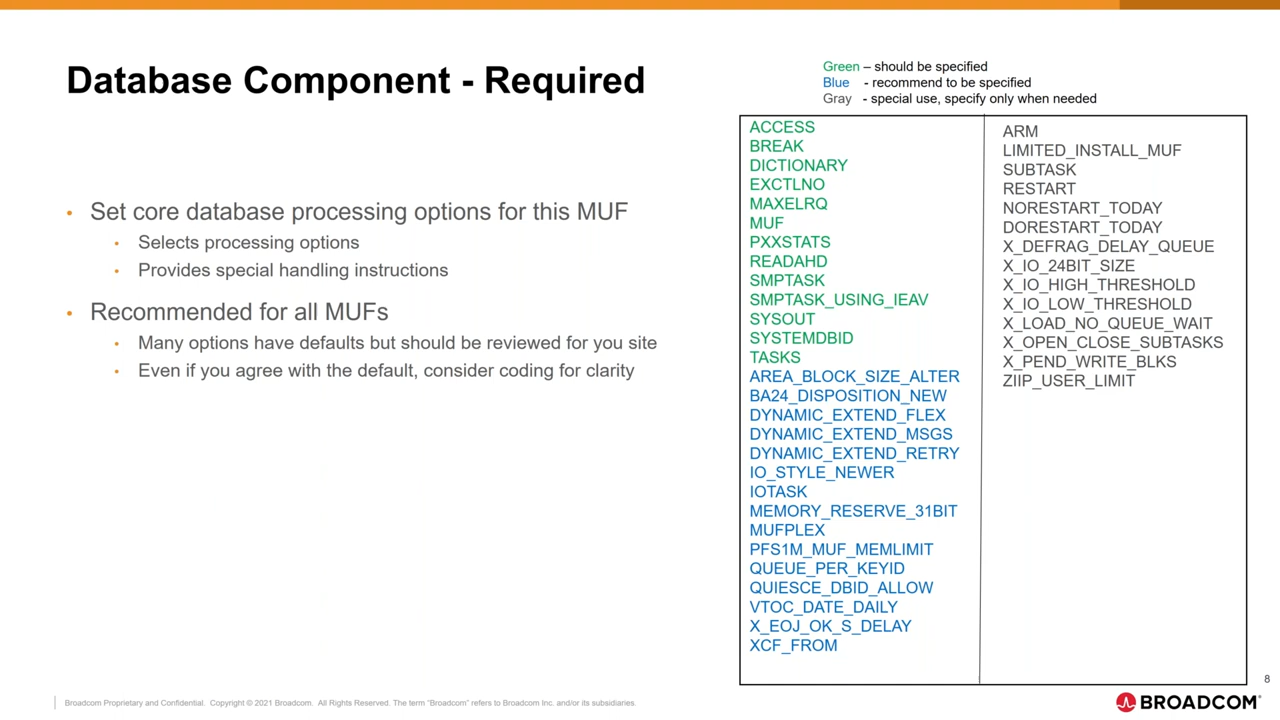 Database Component - Required
Green – should be specified
Blue - recommend to be specified
Gray - special use, specify only when needed
• Set core database processing options for this MUF
• Selects processing options
• Provides special handling instructions
• Recommended for all MUFs
• Many options have defaults but should be reviewed for you site
• Even if you agree with the default, consider coding for clarity
ACCESS
BREAK
DICTIONARY
EXCTLNO
MAXELRQ
MUF
PXXSTATS
READAHD
SMPTASK
SMPTASK_USING_IEAV
SYSOUT
SYSTEMDBID
TASKS
AREA_BLOCK_SIZE_ALTER
BA24_DISPOSITION_NEW
DYNAMIC_EXTEND_FLEX
DYNAMIC_EXTEND_MSGS
DYNAMIC_EXTEND_RETRY
IO_STYLE_NEWER
IOTASK
MEMORY_RESERVE_31BIT
MUFPLEX
PFS1M_MUF_MEMLIMIT
QUEUE_PER_KEYID
QUIESCE_DBID_ALLOW
VTOC_DATE_DAILY
X_EOJ_OK_S_DELAY
XCF_FROM
ARM
LIMITED_INSTALL_MUF
SUBTASK
RESTART
NORESTART_TODAY
DORESTART_TODAY
X_DEFRAG_DELAY_QUEUE
X_IO_24BIT_SIZE
X_IO_HIGH_THRESHOLD
X_IO_LOW_THRESHOLD
X_LOAD_NO_QUEUE_WAIT
X_OPEN_CLOSE_SUBTASKS
X_PEND_WRITE_BLKS
ZIIP_USER_LIMIT
8
Broadcom Proprietary and Confidential. Copyright © 2021 Broadcom. All Rights Reserved. The term “Broadcom” refers to Broadcom Inc. and/or its subsidiaries.
BROADCOM®